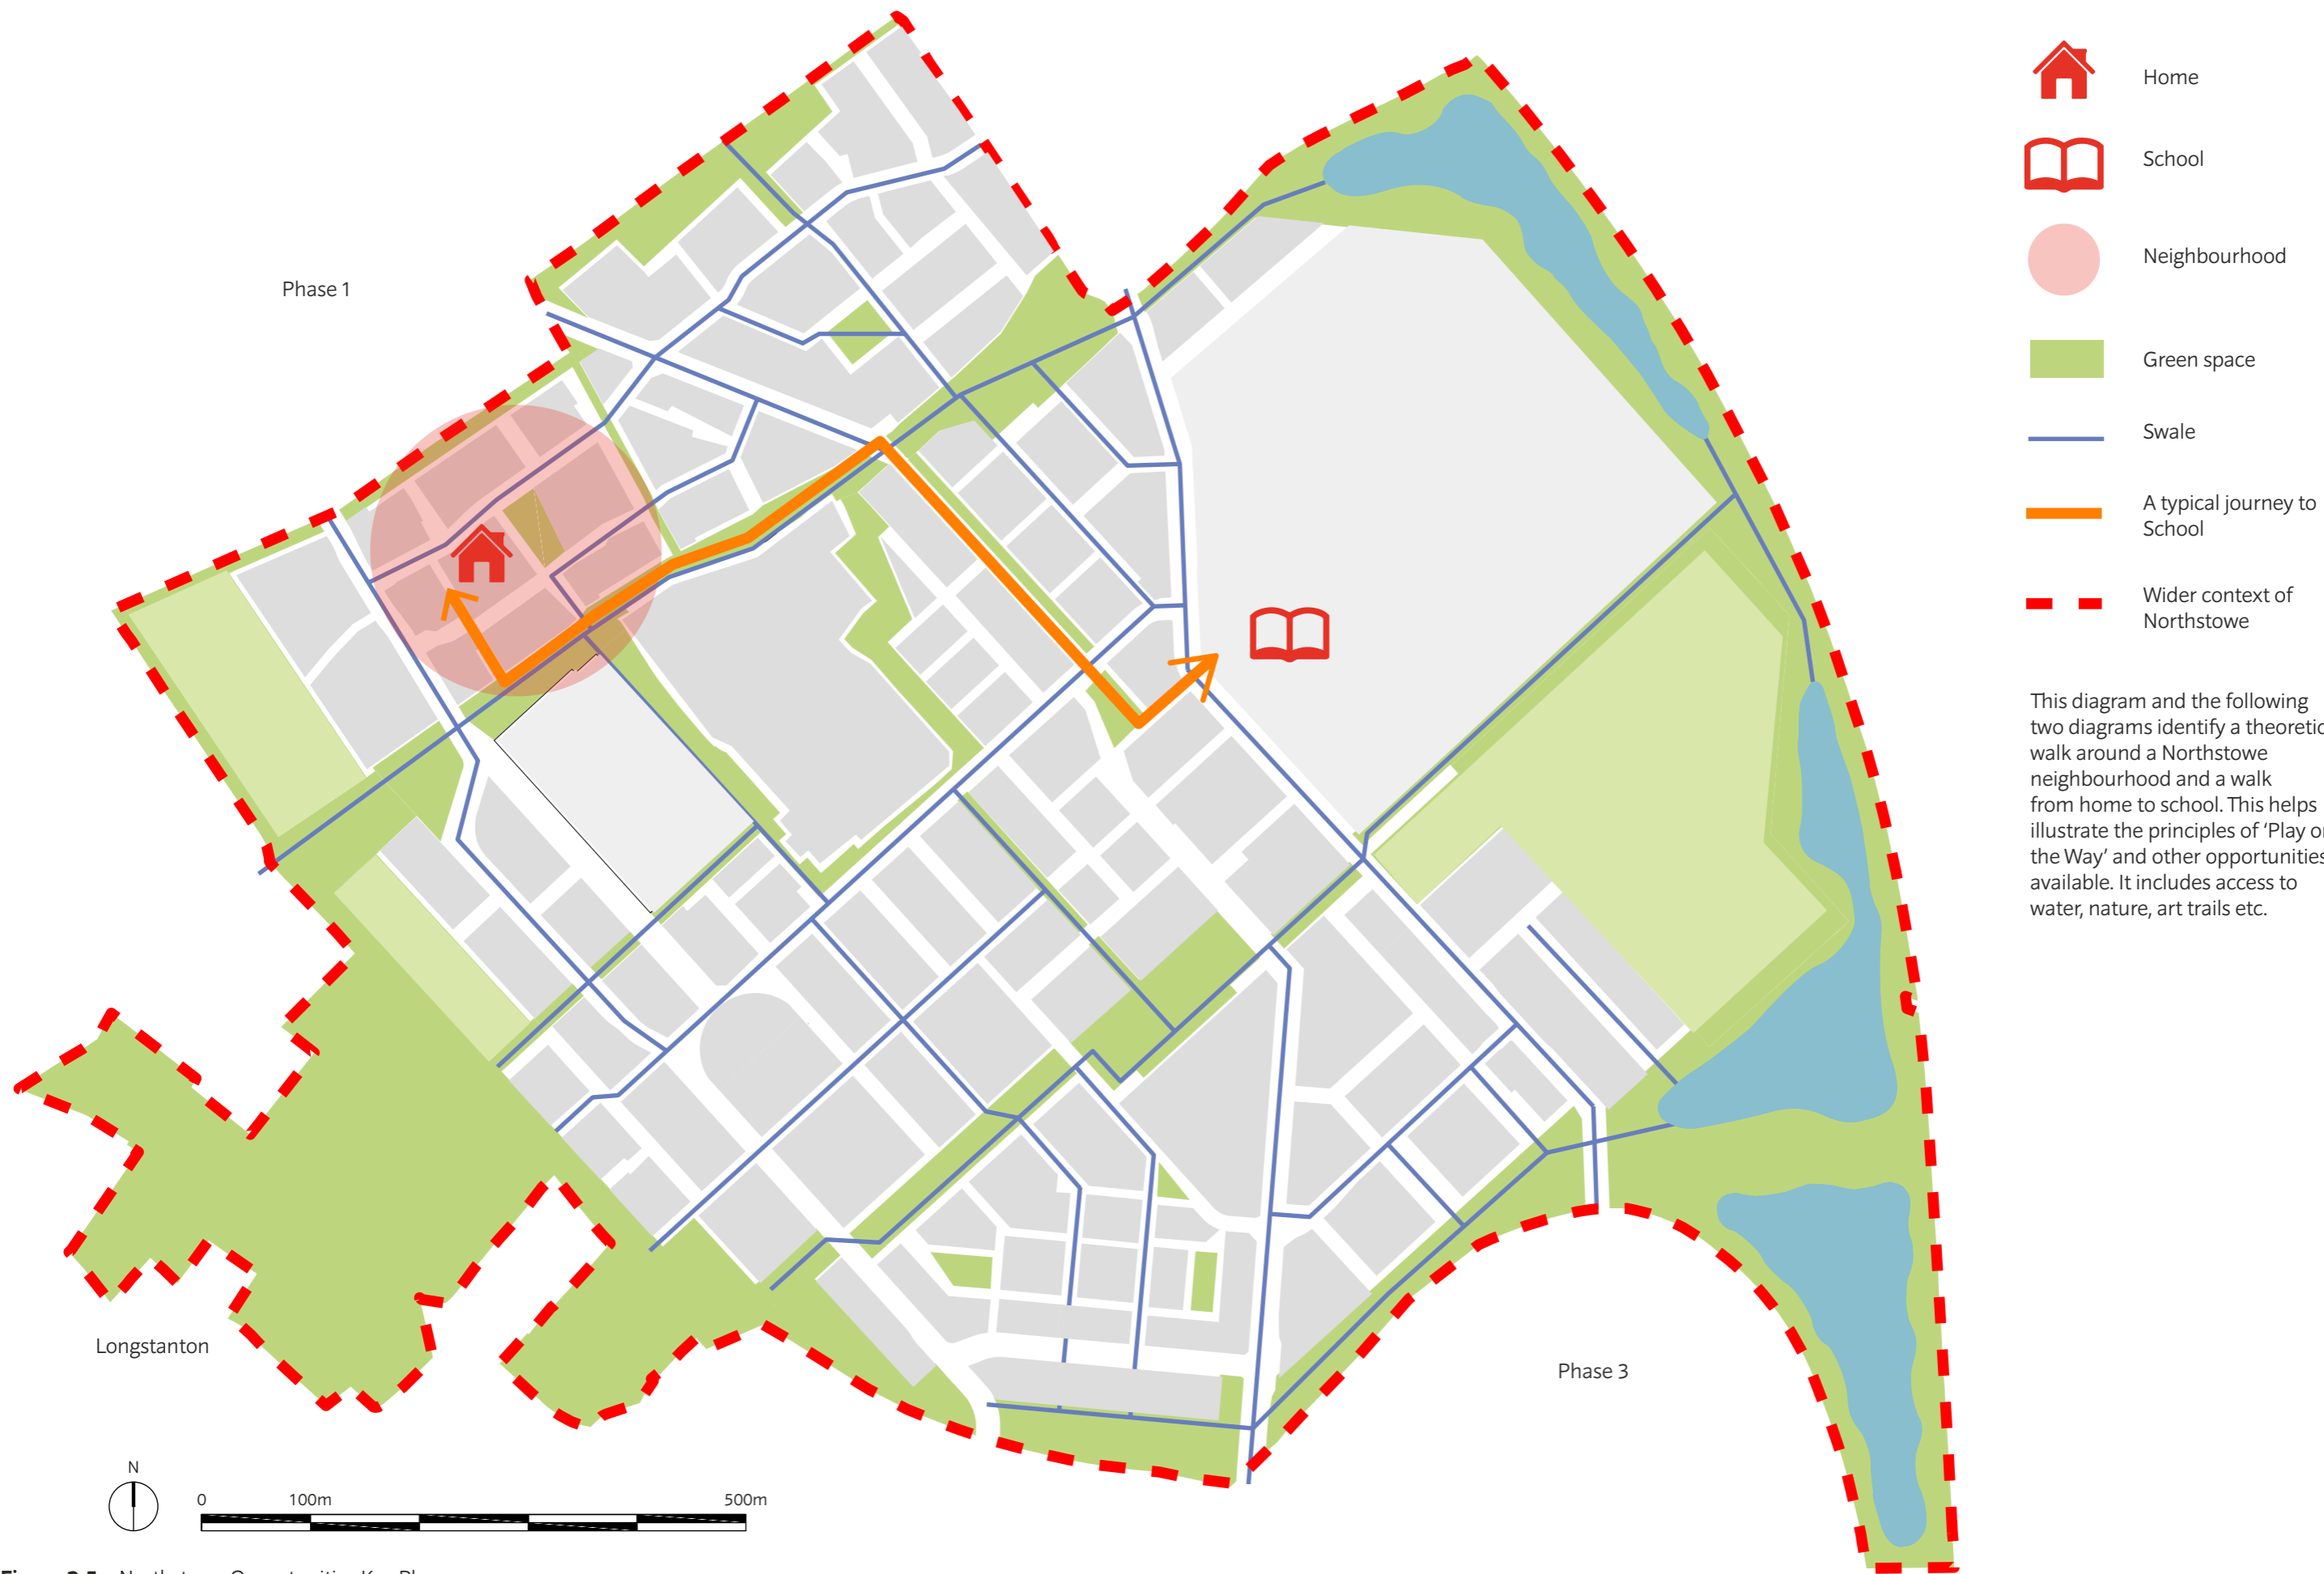 Phase 1
Longstanton
Phase 3
N
0 100m 500m
Home
School
Neighbourhood
Green space
Swale
A typical journey to
School
Wider context of
Northstowe
This diagram and the following
two diagrams identify a theoretic
walk around a Northstowe
neighbourhood and a walk
from home to school. This helps
illustrate the principles of ‘Play o
the Way’ and other opportunities
available. It includes access to
water, nature, art trails etc.